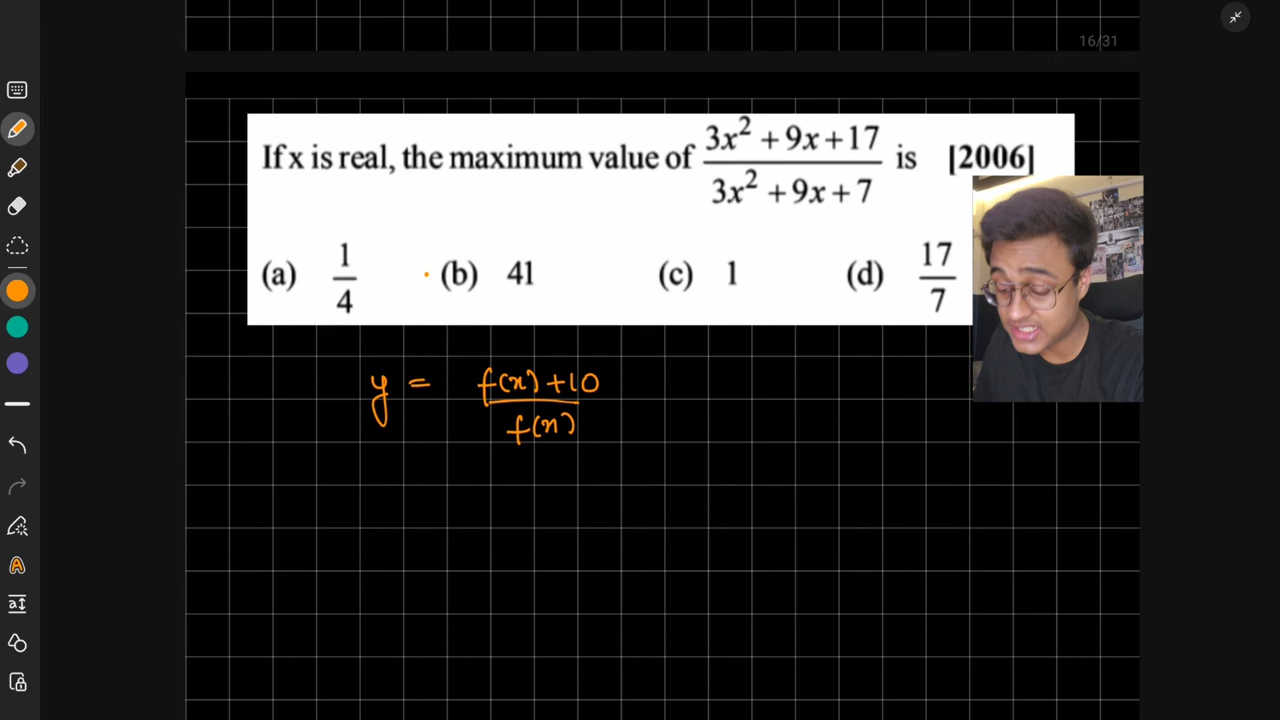 16/31
If x is real, the maximum value of (3x² + 9x + 17)/(3x² + 9x + 7) is [2006]
(a) 1/4 (b) 41 (c) 1 (d) 17/7
y = (f(x) + 10)/f(x)